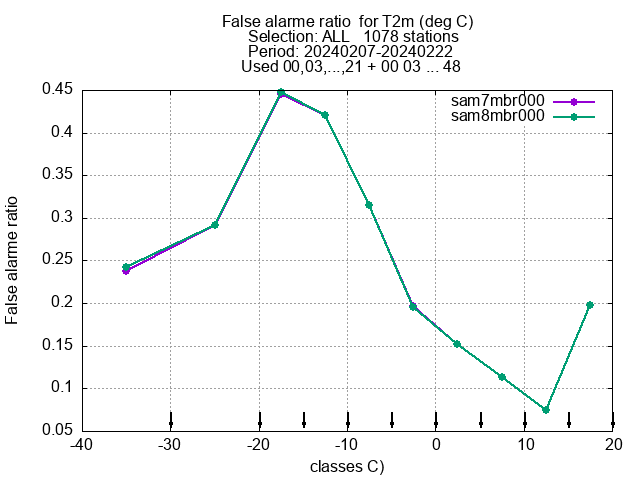 False alarme ratio  for T2m (deg C)
Selection: ALL   1078 stations
Period: 20240207-20240222
Used 00,03,...,21 + 00 03 ... 48
sam7mbr000
sam8mbr000
0.45
0.4
0.35
0.3
0.25
0.2
0.15
0.1
0.05
False alarme ratio
-40 -30 -20 -10 0 10 20
classes C)